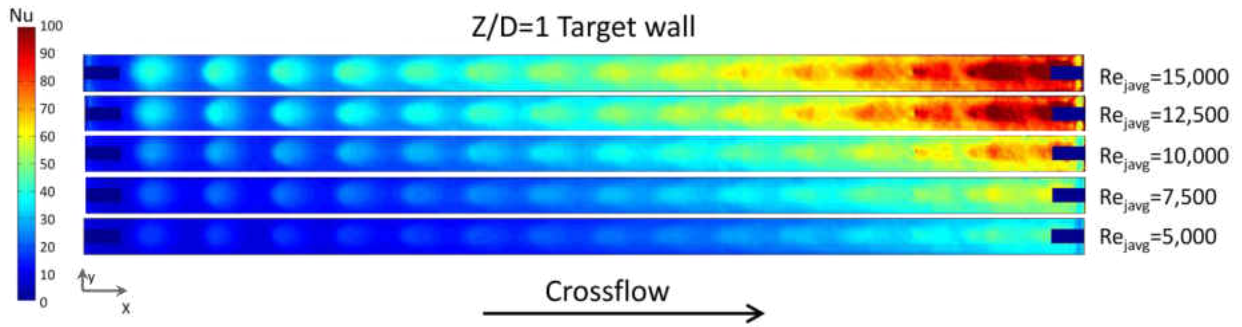 Nu
100
90
80
70
60
50
40
30
20
10
0
Z/D=1 Target wall
Re_javg=15,000
Re_javg=12,500
Re_javg=10,000
Re_javg=7,500
Re_javg=5,000
y
x
Crossflow